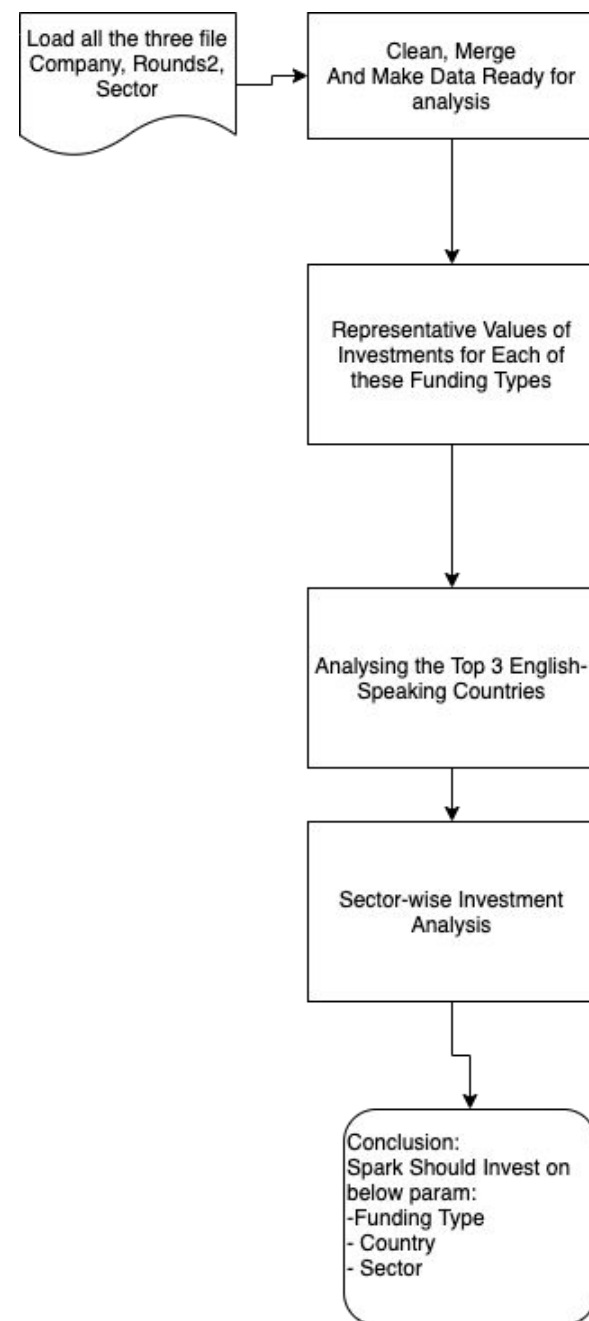 Load all the three file
Company, Rounds2,
Sector
Clean, Merge
And Make Data Ready for
analysis
Representative Values of
Investments for Each of
these Funding Types
Analysing the Top 3 English-
Speaking Countries
Sector-wise Investment
Analysis
Conclusion:
Spark Should Invest on
below param:
-Funding Type
- Country
- Sector